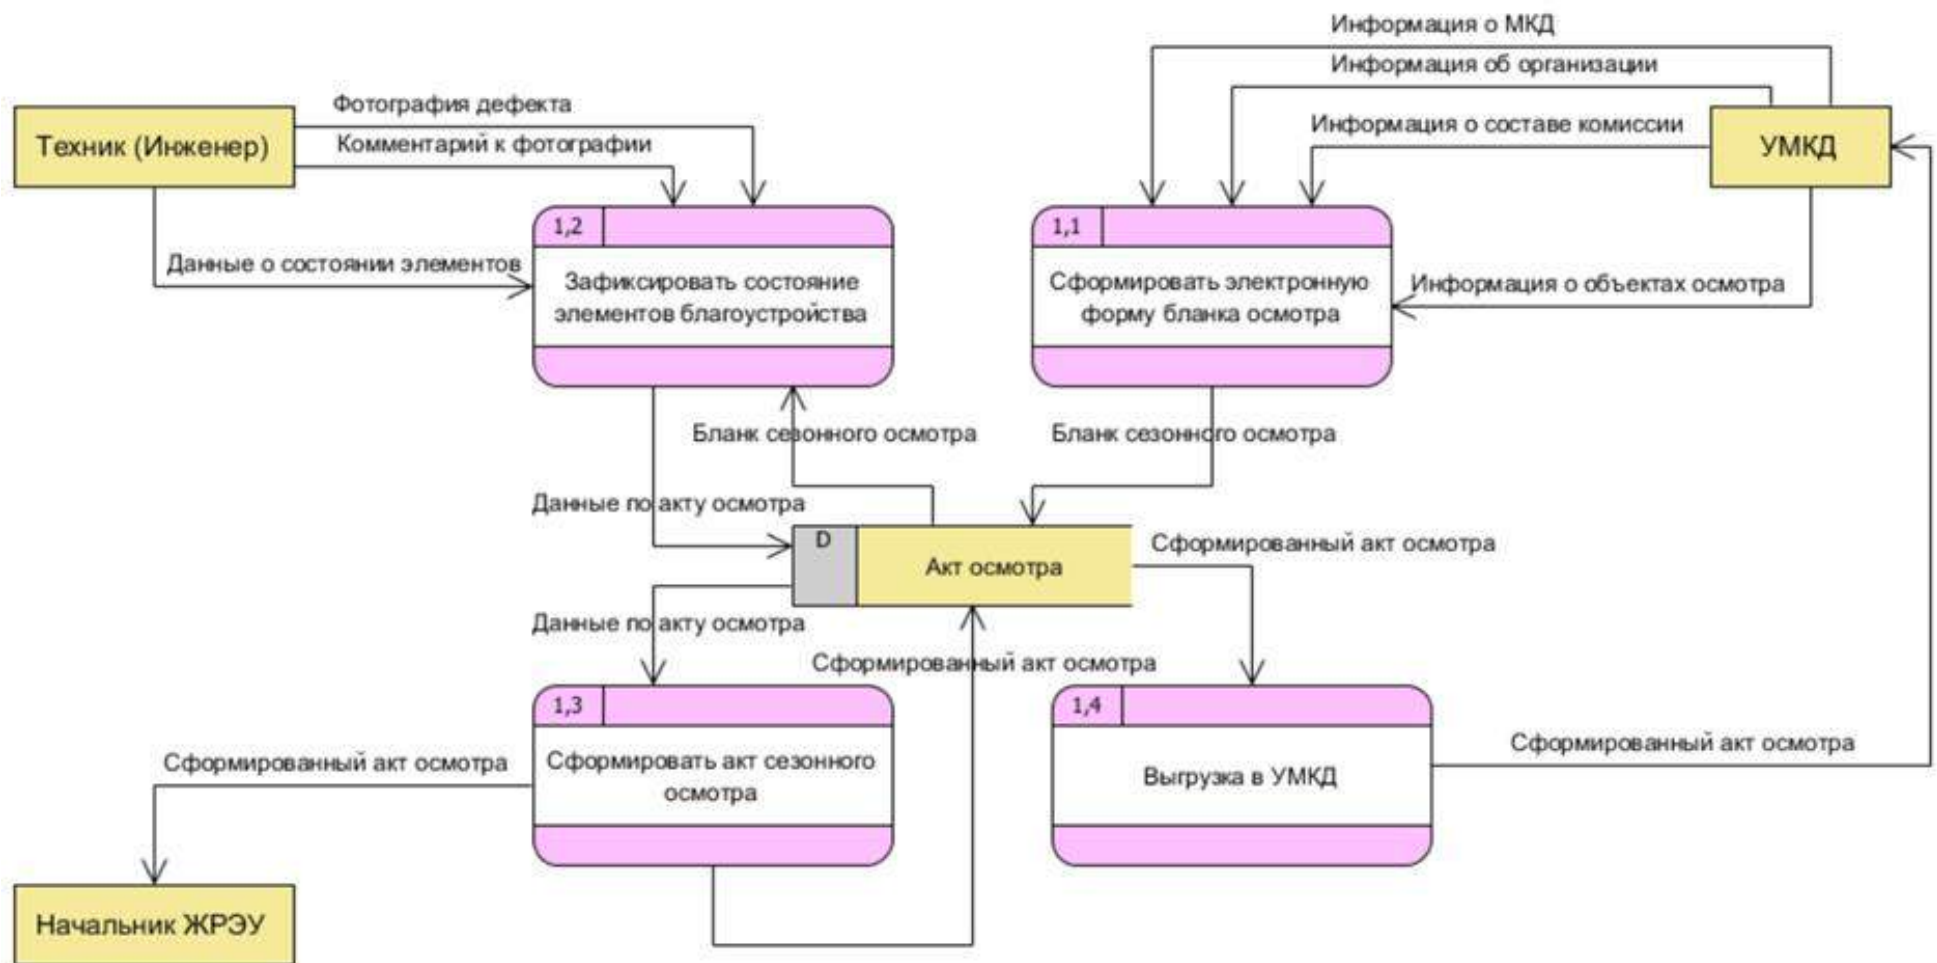 Информация о МКД
Информация об организации
Фотография дефекта
Информация о составе комиссии
Техник (Инженер)
Комментарий к фотографии
УМКД
1,2
1,1
Данные о состоянии элементов
Зафиксировать состояние
элементов благоустройства
Сформировать электронную
форму бланка осмотра
Информация о объектах осмотра
Бланк сезонного осмотра
Бланк сезонного осмотра
Данные по акту осмотра
D
Акт осмотра
Сформированный акт осмотра
Данные по акту осмотра
Сформированный акт осмотра
1,3
1,4
Сформированный акт осмотра
Сформировать акт сезонного
осмотра
Выгрузка в УМКД
Сформированный акт осмотра
Начальник ЖРЭУ